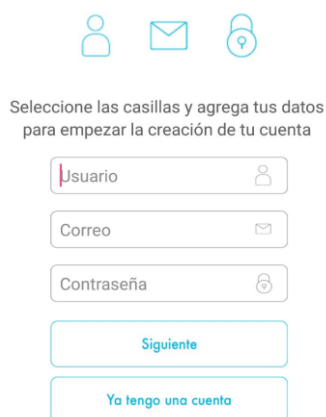 Seleccione las casillas y agrega tus datos
para empezar la creación de tu cuenta
Usuario
Correo
Contraseña
Siguiente
Ya tengo una cuenta